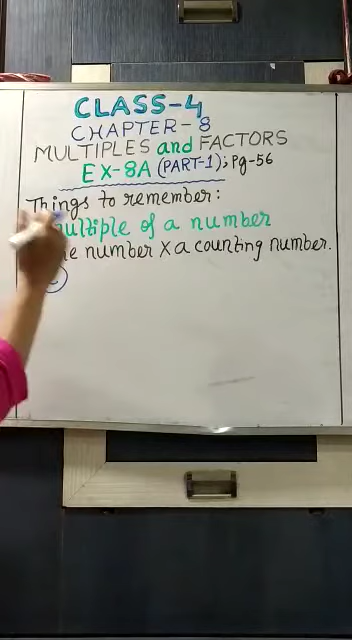 CLASS-4
CHAPTER-8
MULTIPLES and FACTORS
EX-8A (PART-1); Pg-56
Things to remember:
multiple of a number
number X a counting number.